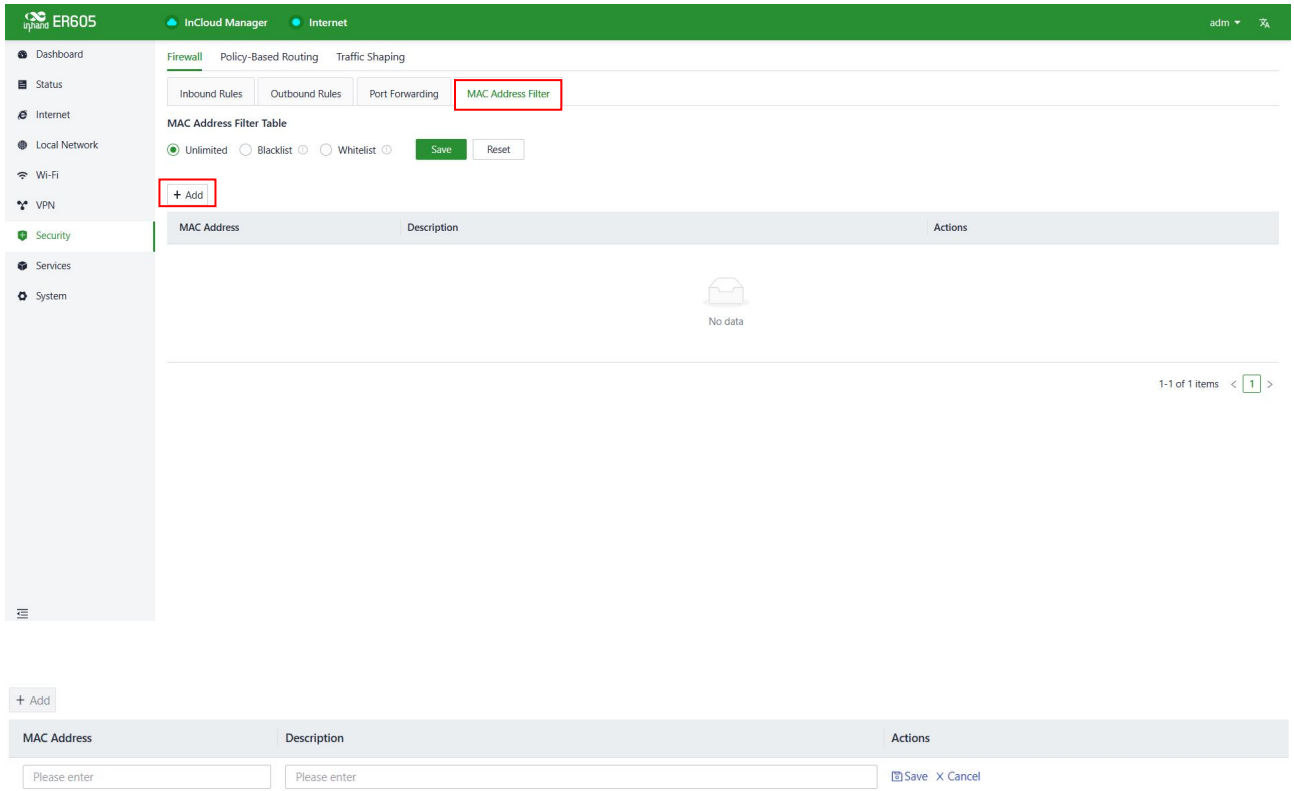 inhand ER605 InCloud Manager Internet adm
Dashboard
Status
Internet
Local Network
Wi-Fi
VPN
Security
Services
System
Firewall Policy-Based Routing Traffic Shaping
Inbound Rules Outbound Rules Port Forwarding MAC Address Filter
MAC Address Filter Table
Unlimited Blacklist Whitelist Save Reset
+ Add
MAC Address Description Actions
No data
1-1 of 1 items < 1 >
+ Add
MAC Address Description Actions
Please enter Please enter Save X Cancel